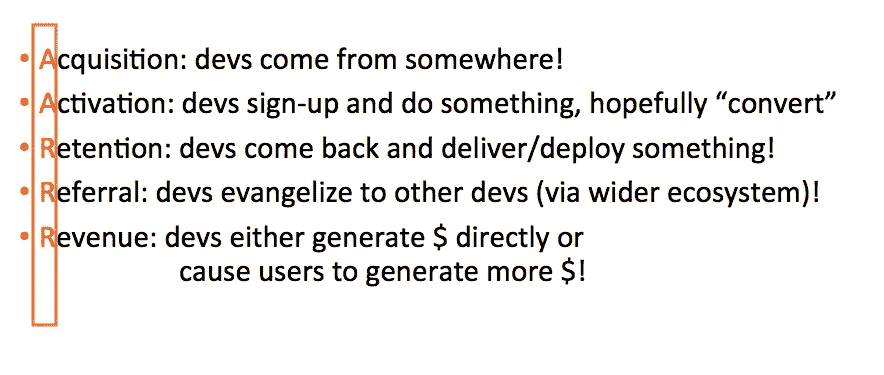 • Acquisition: devs come from somewhere!
• Activation: devs sign-up and do something, hopefully “convert”
• Retention: devs come back and deliver/deploy something!
• Referral: devs evangelize to other devs (via wider ecosystem)!
• Revenue: devs either generate $ directly or
cause users to generate more $!